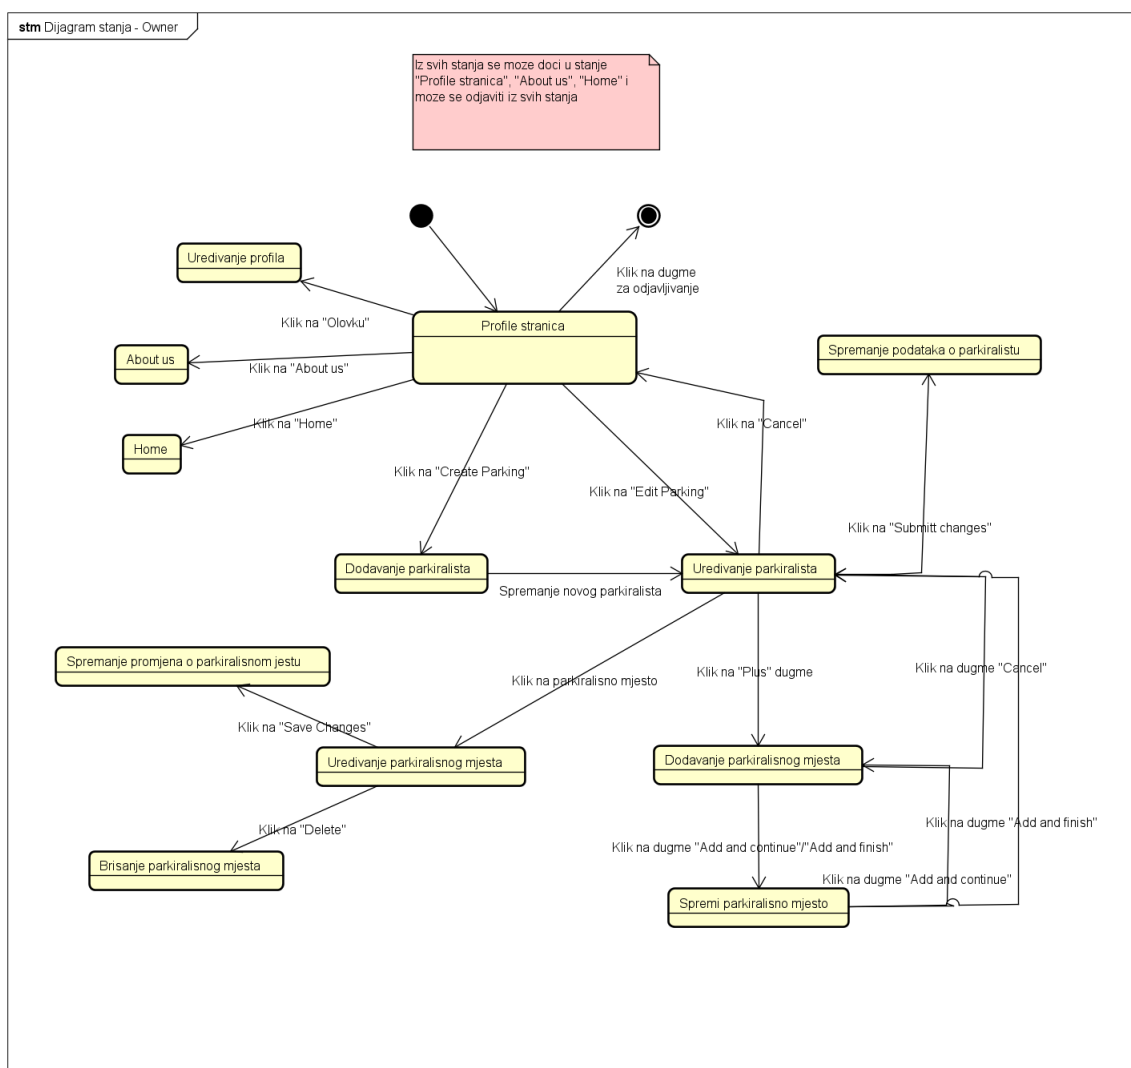 stm Dijagram stanja - Owner
Iz svih stanja se moze doci u stanje
"Profile stranica", "About us", "Home" i
moze se odjaviti iz svih stanja
Uredivanje profila
Klik na dugme
za odjavljivanje
Klik na "Olovku"
Profile stranica
About us
Klik na "About us"
Spremanje podataka o parkiralistu
Klik na "Home"
Klik na "Cancel"
Home
Klik na "Create Parking"
Klik na "Edit Parking"
Klik na "Submitt changes"
Dodavanje parkiralista
Uredivanje parkiralista
Spremanje novog parkiralista
Spremanje promjena o parkiralisnom jestu
Klik na parkiralisno mjesto
Klik na "Plus" dugme
Klik na dugme "Cancel"
Klik na "Save Changes"
Uredivanje parkiralisnog mjesta
Dodavanje parkiralisnog mjesta
Klik na "Delete"
Klik na dugme "Add and finish"
Klik na dugme "Add and continue"/"Add and finish"
Brisanje parkiralisnog mjesta
Klik na dugme "Add and continue"
Spremi parkiralisno mjesto